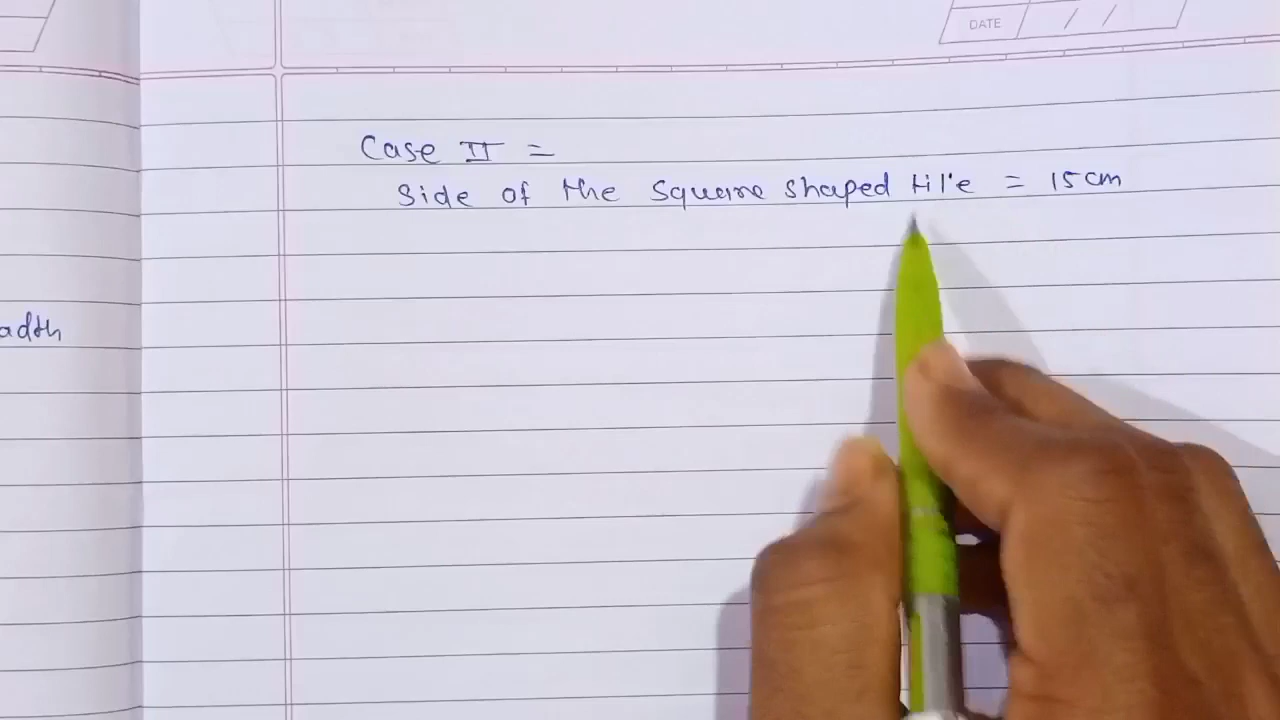 DATE / /
Case II =
Side of the Square shaped tile = 15cm
adth